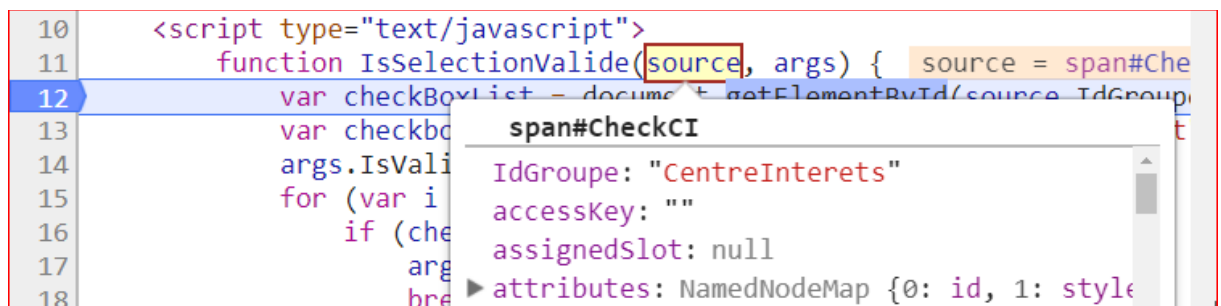 10 <script type="text/javascript">
11 function IsSelectionValide(source, args) { source = span#Che
12 var checkBoxList = document.getElementById(source.IdGroup
13 var checkbo
14 args.IsVali
15 for (var i
16 if (che
17 arg
18 bre
span#CheckCI
IdGroupe: "CentreInterets"
accessKey: ""
assignedSlot: null
▶attributes: NamedNodeMap {0: id, 1: style